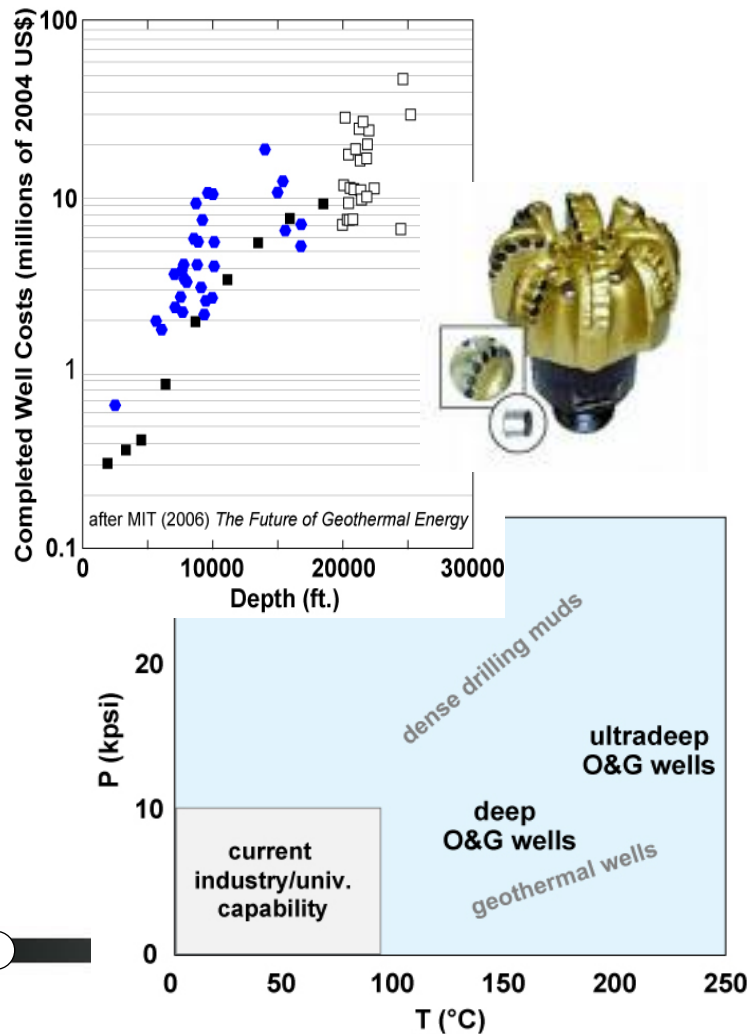 Completed Well Costs (millions of 2004 US$)
100
10
1
0.1
after MIT (2006) The Future of Geothermal Energy
0
10000
20000
30000
Depth (ft.)
P (kpsi)
20
10
0
dense drilling muds
ultradeep
O&G wells
deep
O&G wells
geothermal wells
current
industry/univ.
capability
0
50
100
150
200
250
T (°C)